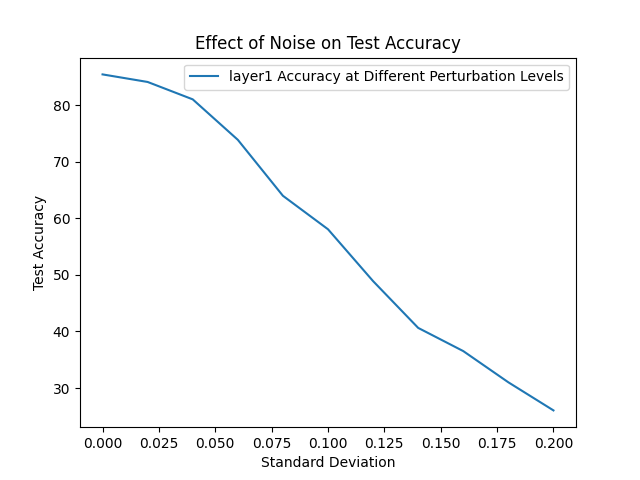 Effect of Noise on Test Accuracy
layer1 Accuracy at Different Perturbation Levels
Test Accuracy
80
70
60
50
40
30
0.000 0.025 0.050 0.075 0.100 0.125 0.150 0.175 0.200
Standard Deviation